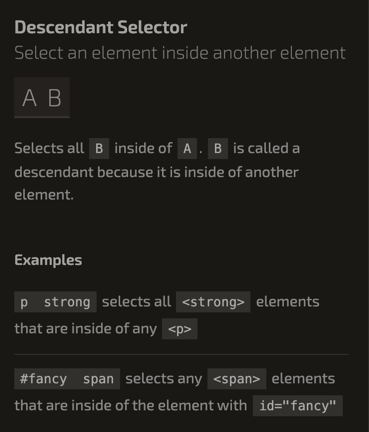 Descendant Selector
Select an element inside another element
A B
Selects all B inside of A . B is called a
descendant because it is inside of another
element.
Examples
p strong selects all <strong> elements
that are inside of any <p>
#fancy span selects any <span> elements
that are inside of the element with id="fancy"